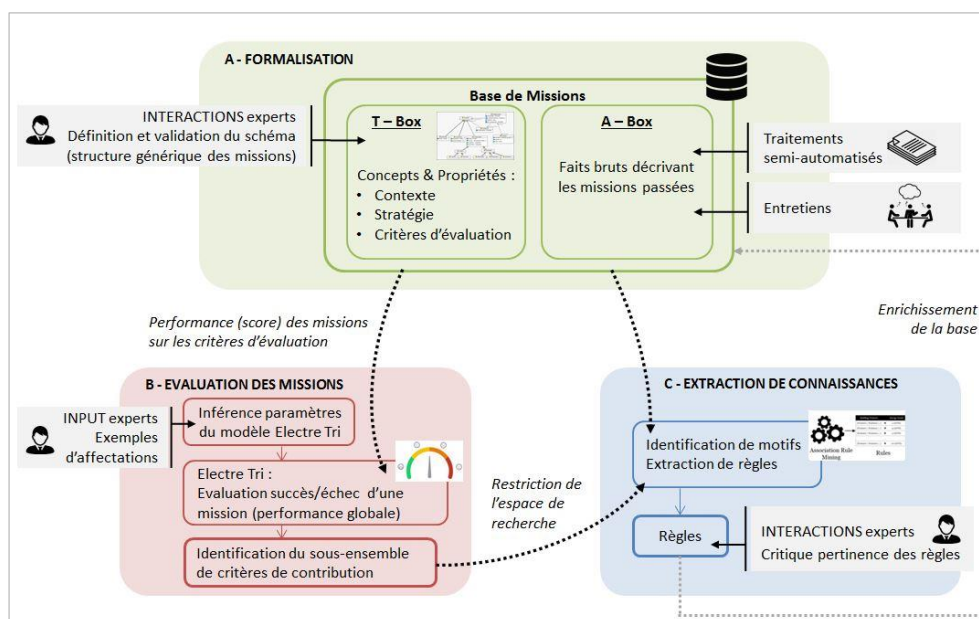 A - FORMALISATION
Base de Missions
INTERACTIONS experts
Définition et validation du schéma
(structure générique des missions)
T – Box
Concepts & Propriétés :
• Contexte
• Stratégie
• Critères d'évaluation
A – Box
Faits bruts décrivant
les missions passées
Traitements
semi-automatisés
Entretiens
Performance (score) des missions
sur les critères d'évaluation
Enrichissement
de la base
B - EVALUATION DES MISSIONS
INPUT experts
Exemples
d'affectations
Inférence paramètres
du modèle Electre Tri
Electre Tri :
Evaluation succès/échec d'une
mission (performance globale)
Identification du sous-ensemble
de critères de contribution
Restriction de
l'espace de
recherche
C - EXTRACTION DE CONNAISSANCES
Identification de motifs
Extraction de règles
Association Rule
Mining
Rules
Règles
INTERACTIONS experts
Critique pertinence des règles